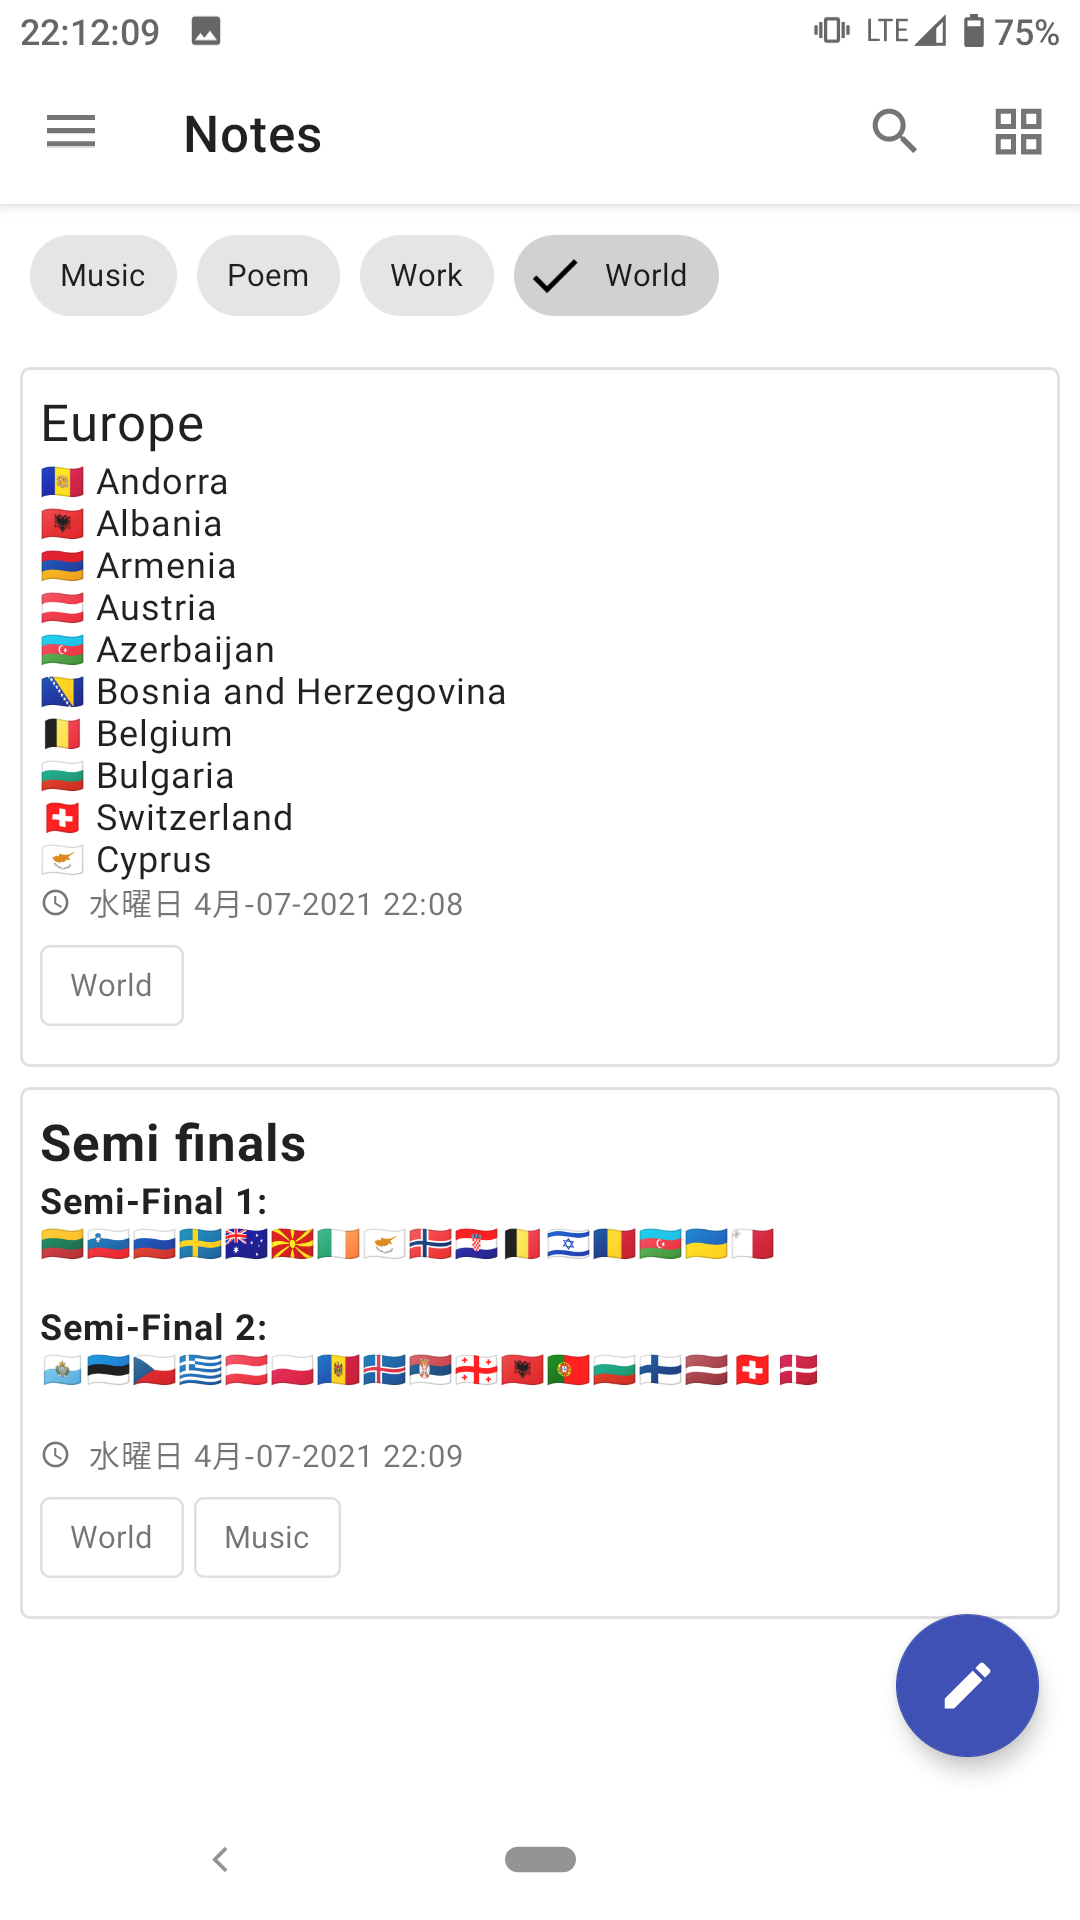 22:12:09 LTE 75%
Notes
Music Poem Work World
Europe
🇦🇩 Andorra
🇦🇱 Albania
🇦🇲 Armenia
🇦🇹 Austria
🇦🇿 Azerbaijan
🇧🇦 Bosnia and Herzegovina
🇧🇪 Belgium
🇧🇬 Bulgaria
🇨🇭 Switzerland
🇨🇾 Cyprus
水曜日 4月-07-2021 22:08
World
Semi finals
Semi-Final 1:
🇱🇹🇸🇮🇷🇺🇸🇪🇦🇺🇲🇰🇮🇪🇨🇾🇳🇴🇭🇷🇧🇪🇮🇱🇷🇴🇦🇿🇺🇦🇲🇹
Semi-Final 2:
🇸🇲🇪🇪🇨🇿🇬🇷🇦🇹🇵🇱🇲🇩🇮🇸🇷🇸🇬🇪🇦🇱🇵🇹🇧🇬🇫🇮🇱🇻🇨🇭🇩🇰
水曜日 4月-07-2021 22:09
World Music